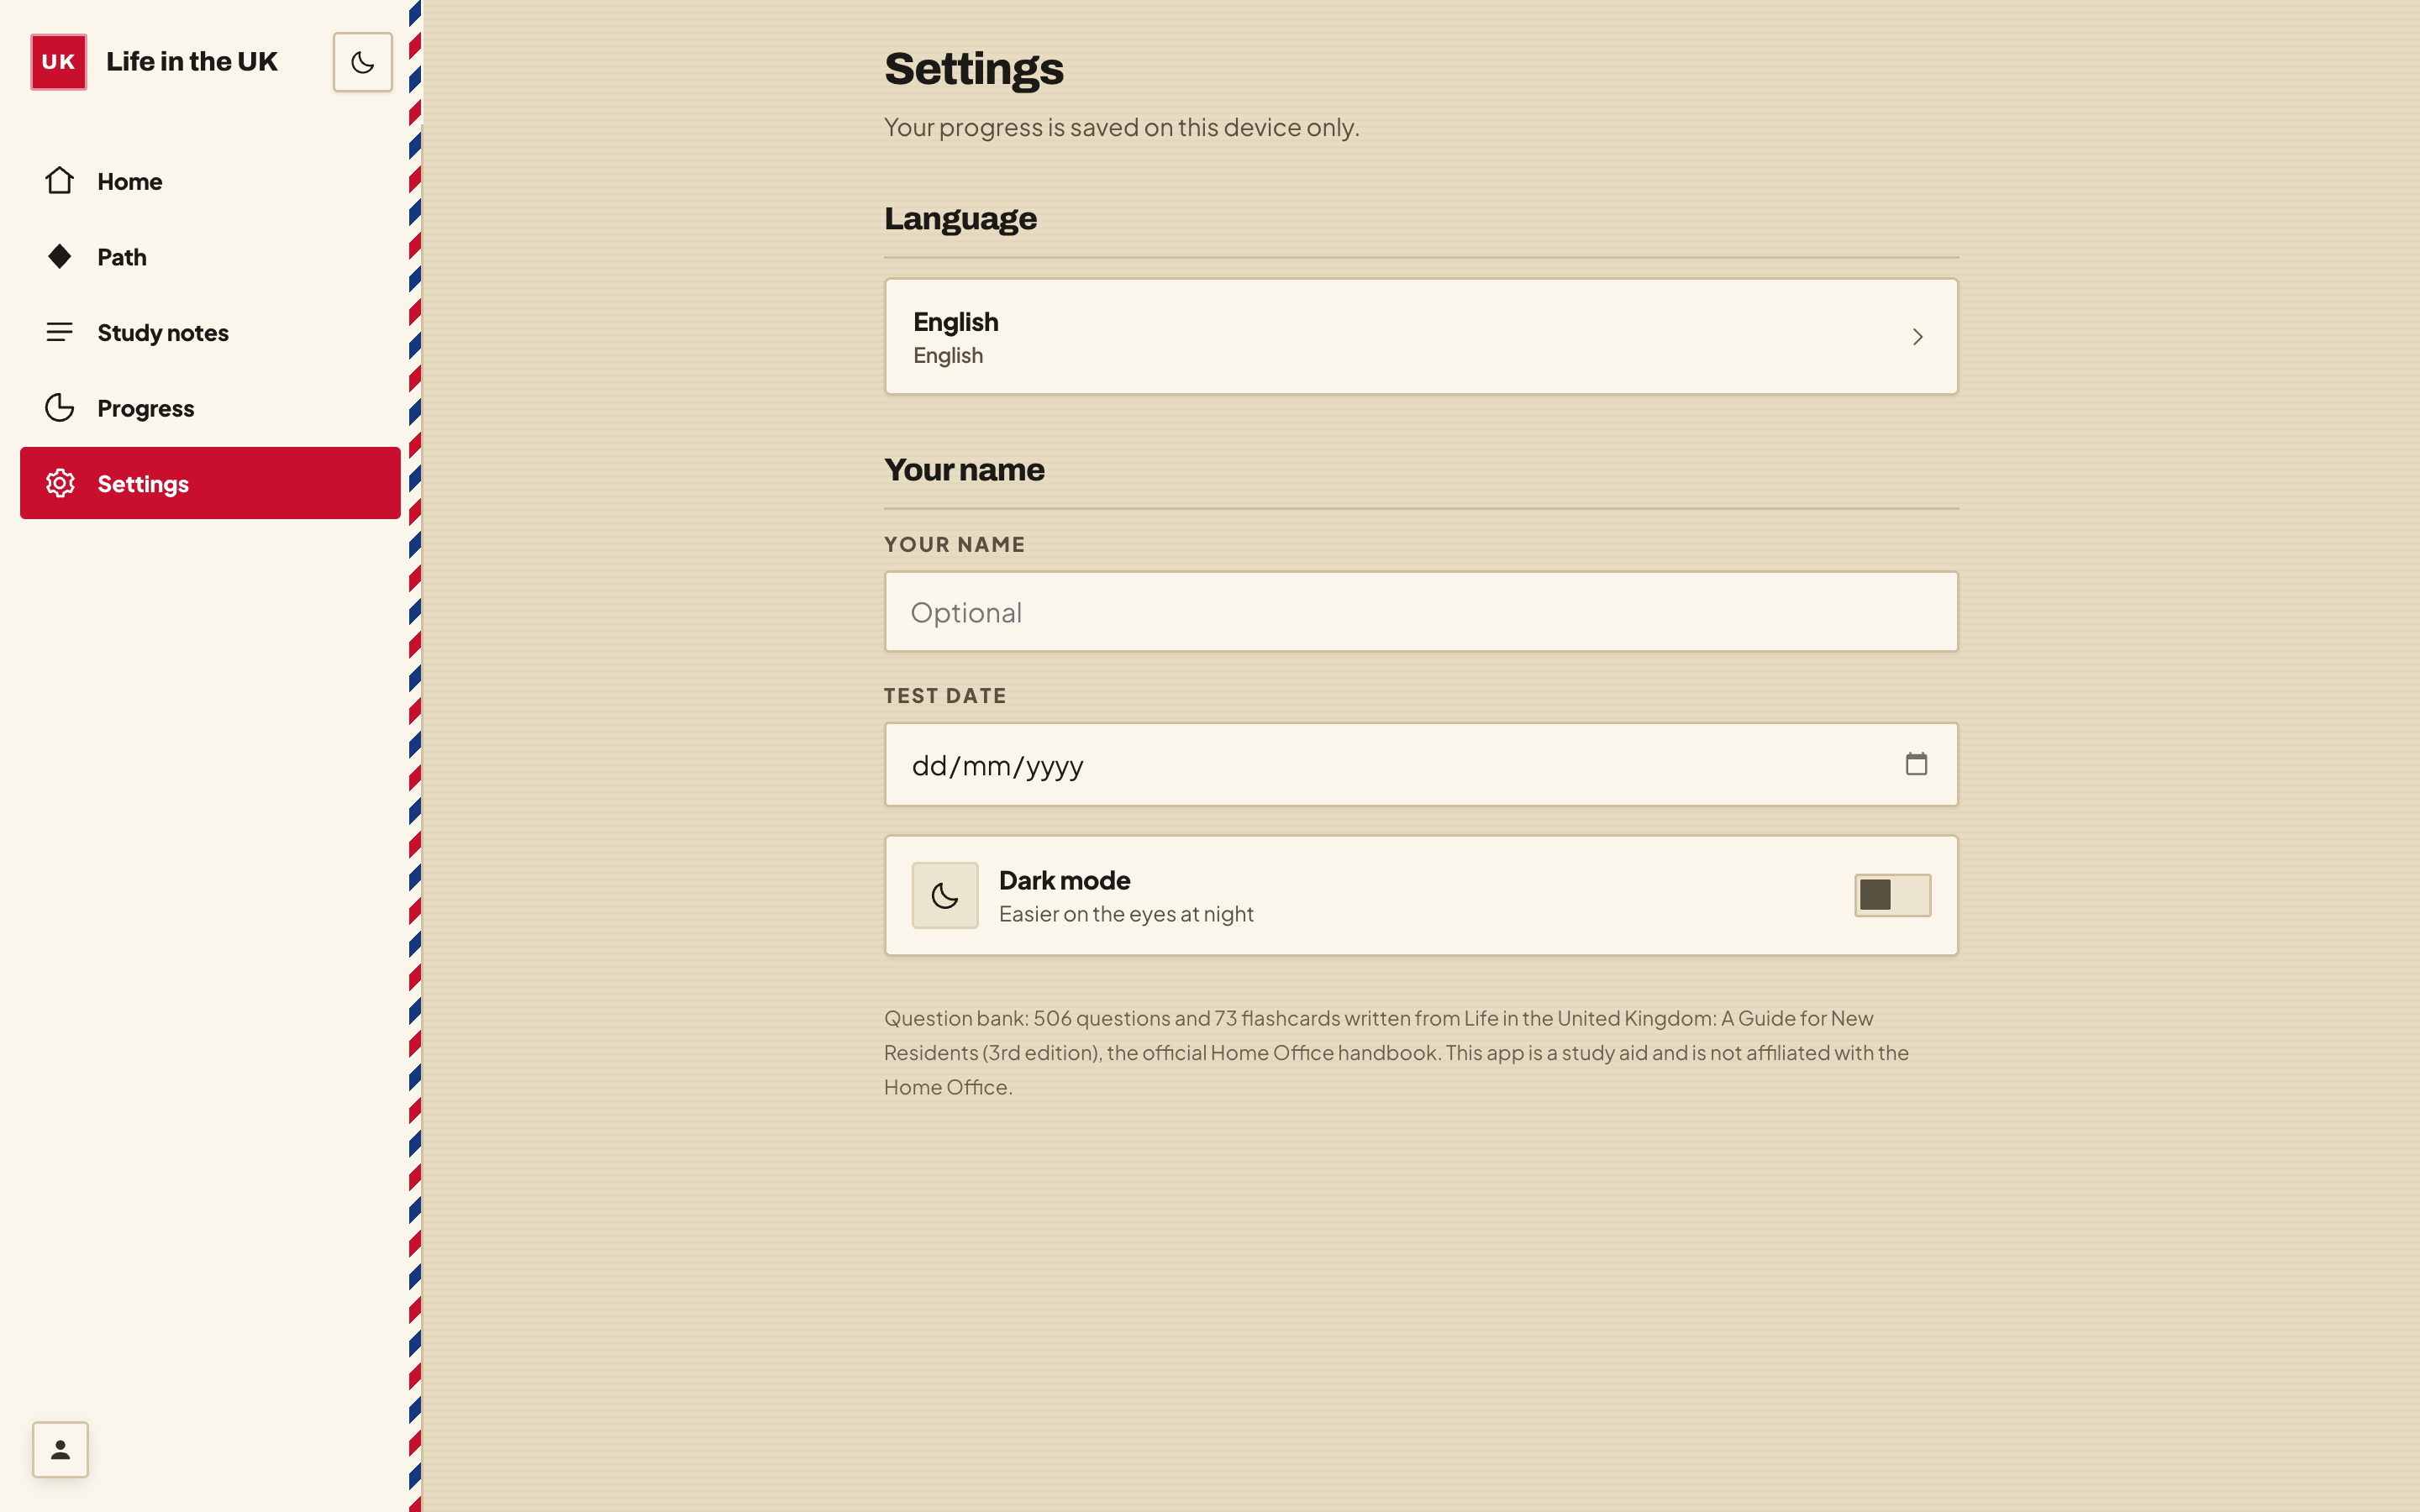 UK
Life in the UK
Home
Path
Study notes
Progress
Settings
Settings
Your progress is saved on this device only.
Language
English
English
Your name
YOUR NAME
Optional
TEST DATE
dd/mm/yyyy
Dark mode
Easier on the eyes at night
Question bank: 506 questions and 73 flashcards written from Life in the United Kingdom: A Guide for New
Residents (3rd edition), the official Home Office handbook. This app is a study aid and is not affiliated with the
Home Office.